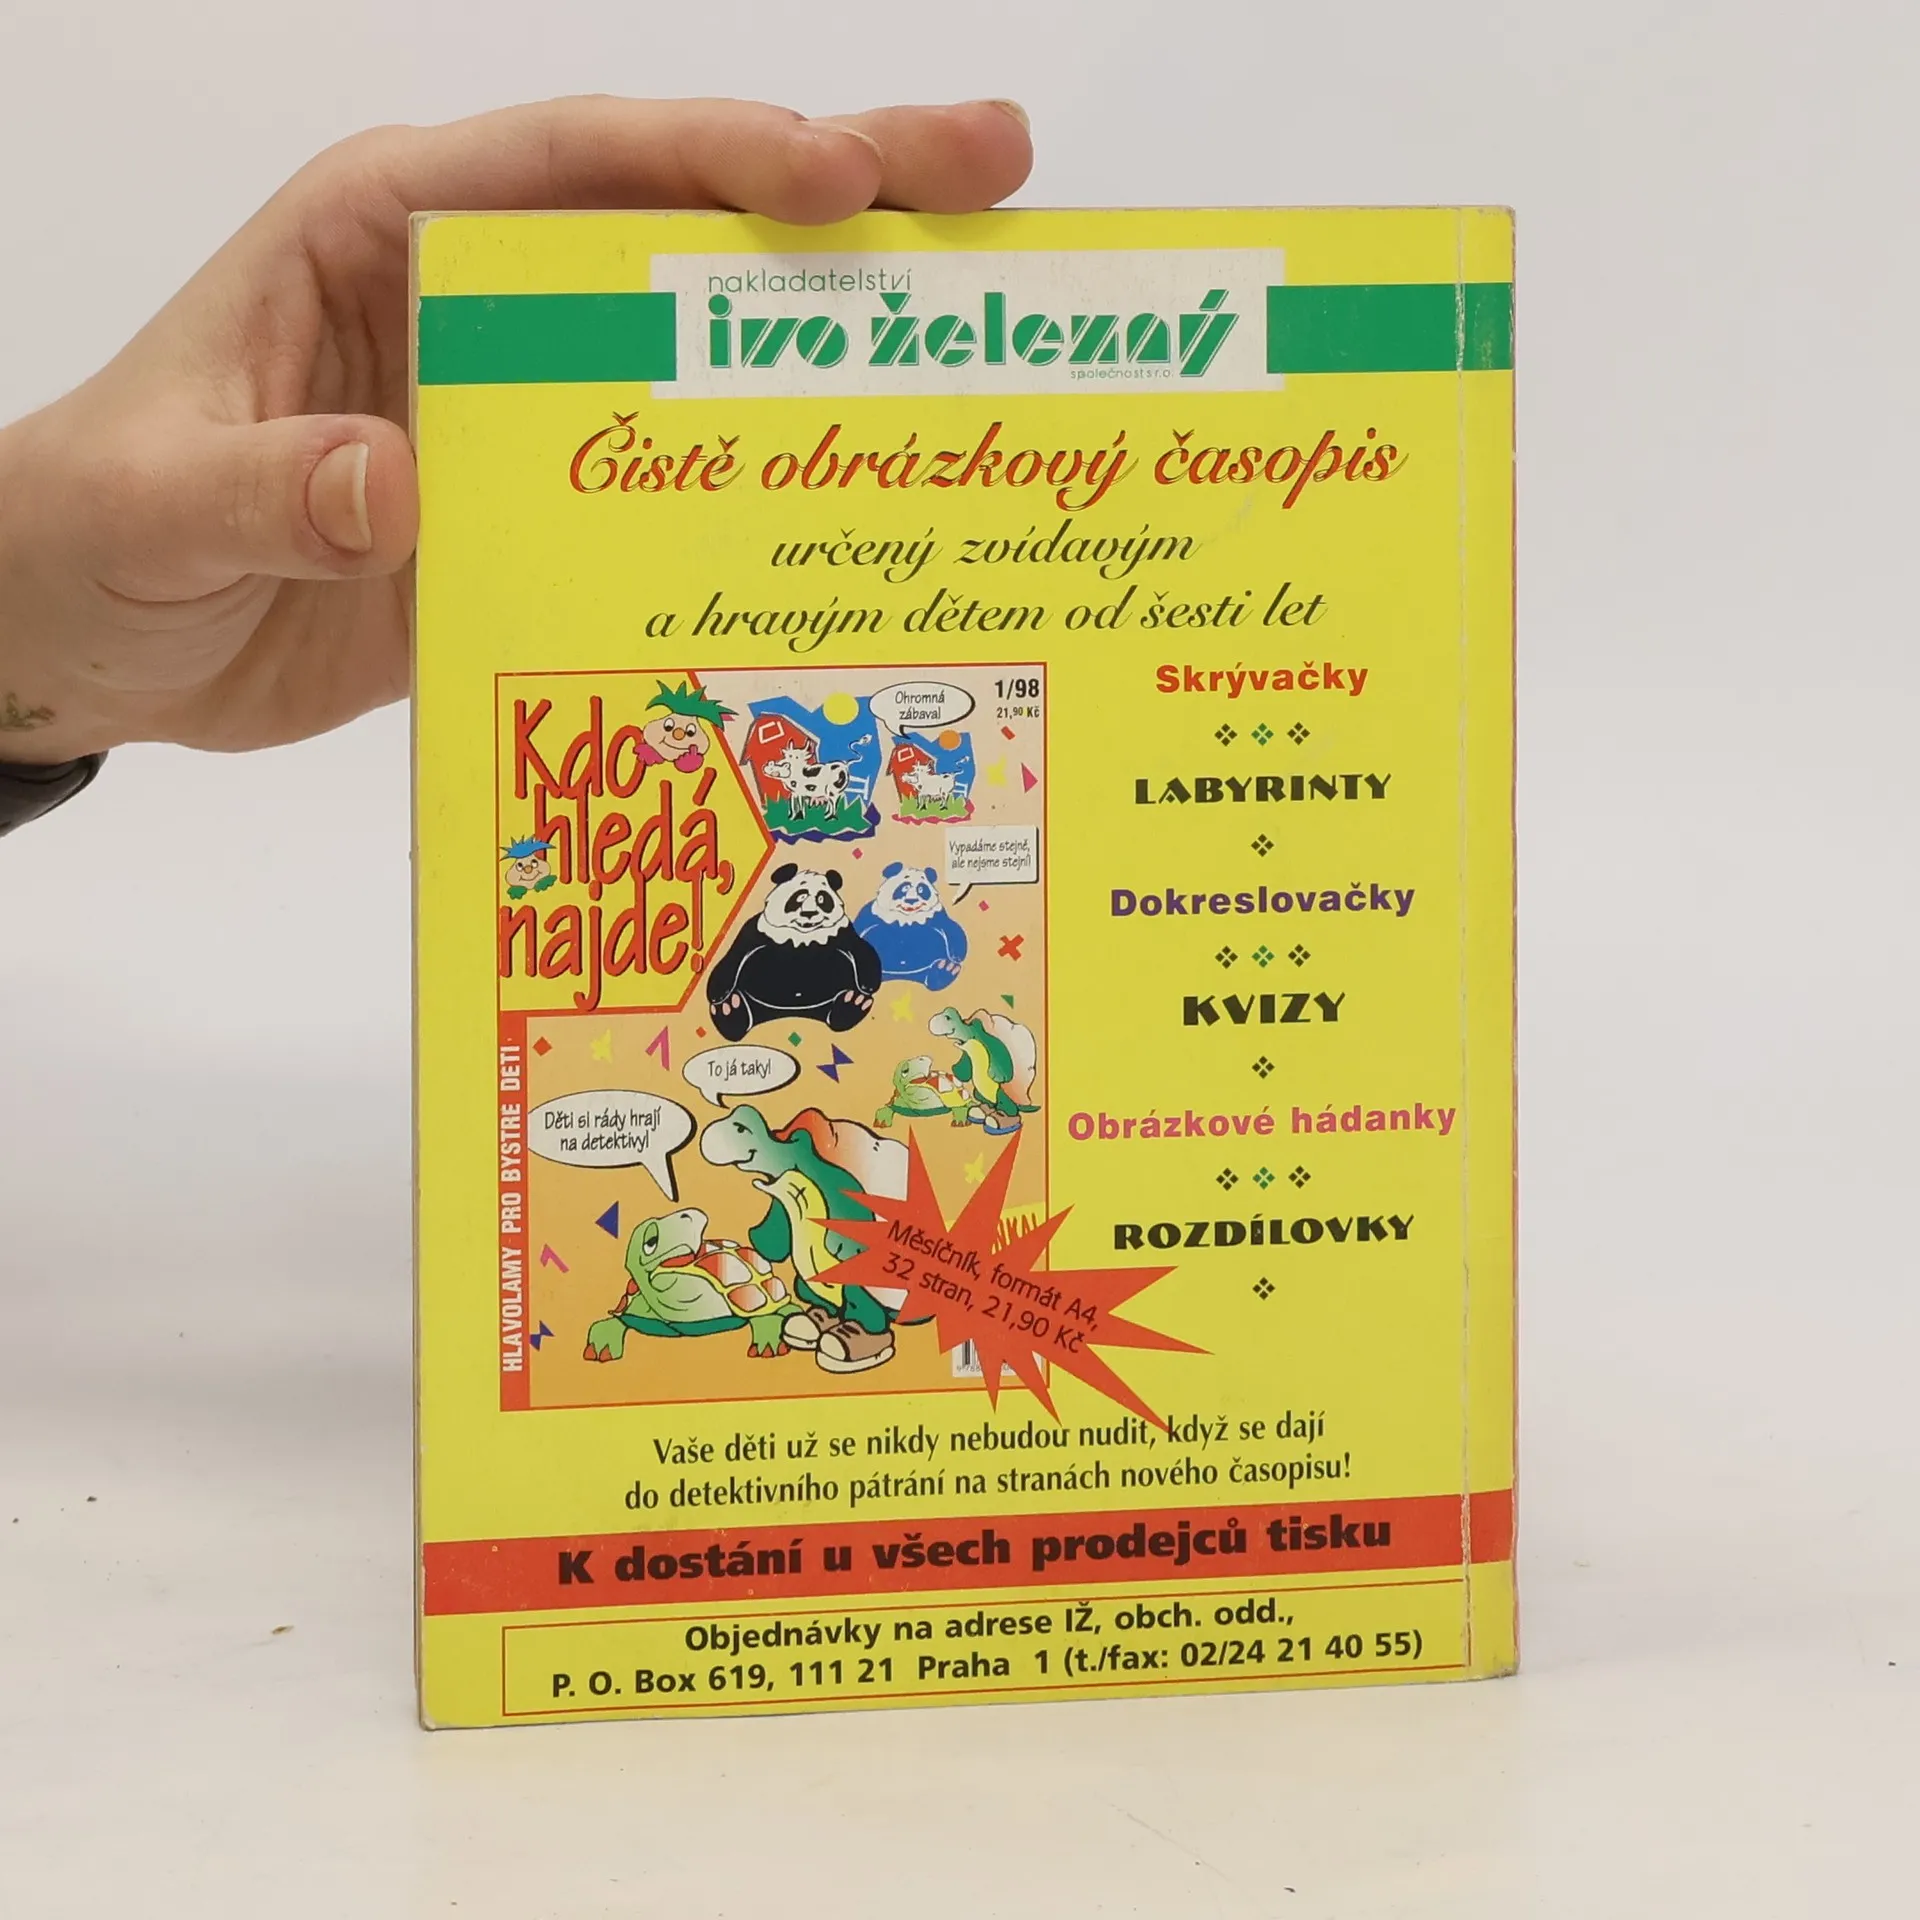 nakladatelství
ivo železný
společnost s r.o.
Čistě obrázkový časopis
určený zvídavým
a hravým dětem od šesti let
Kdo
hledá,
najde!
HLAVOLAMY PRO BYSTRÉ DĚTI
Ohromná
zábava!
1/98
21,90 Kč
Vypadáme stejně,
ale nejsme stejní!
To já taky!
Děti si rády hrají
na detektivy!
Měsíčník, formát A4,
32 stran, 21,90 Kč
Skrývačky
LABYRINTY
Dokreslovačky
KVIZY
Obrázkové hádanky
ROZDÍLOVKY
Vaše děti už se nikdy nebudou nudit, když se dají
do detektivního pátrání na stranách nového časopisu!
K dostání u všech prodejců tisku
Objednávky na adrese IŽ, obch. odd.,
P. O. Box 619, 111 21 Praha 1 (t./fax: 02/24 21 40 55)